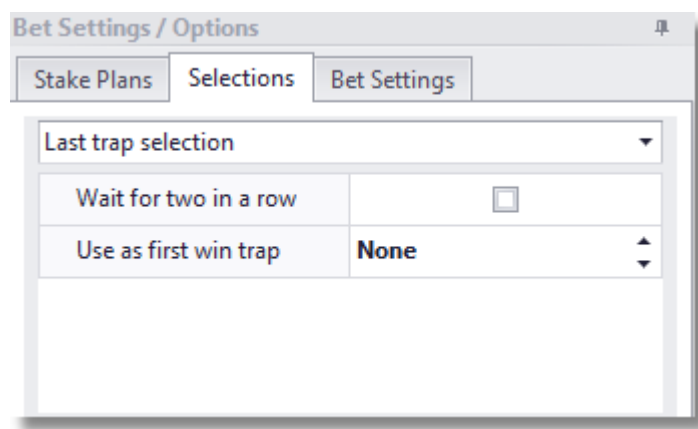 Bet Settings / Options
Stake Plans Selections Bet Settings
Last trap selection
Wait for two in a row
Use as first win trap None